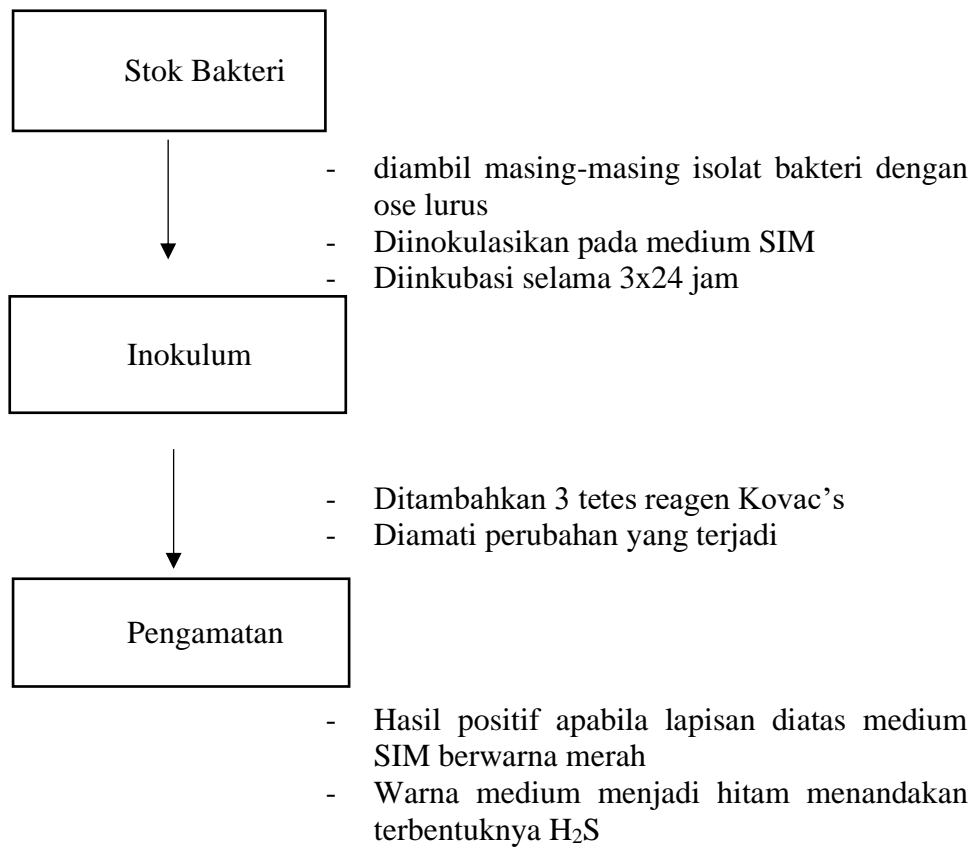 Stok Bakteri
- diambil masing-masing isolat bakteri dengan
ose lurus
- Diinokulasikan pada medium SIM
- Diinkubasi selama 3x24 jam
Inokulum
- Ditambahkan 3 tetes reagen Kovac’s
- Diamati perubahan yang terjadi
Pengamatan
- Hasil positif apabila lapisan diatas medium
SIM berwarna merah
- Warna medium menjadi hitam menandakan
terbentuknya H₂S